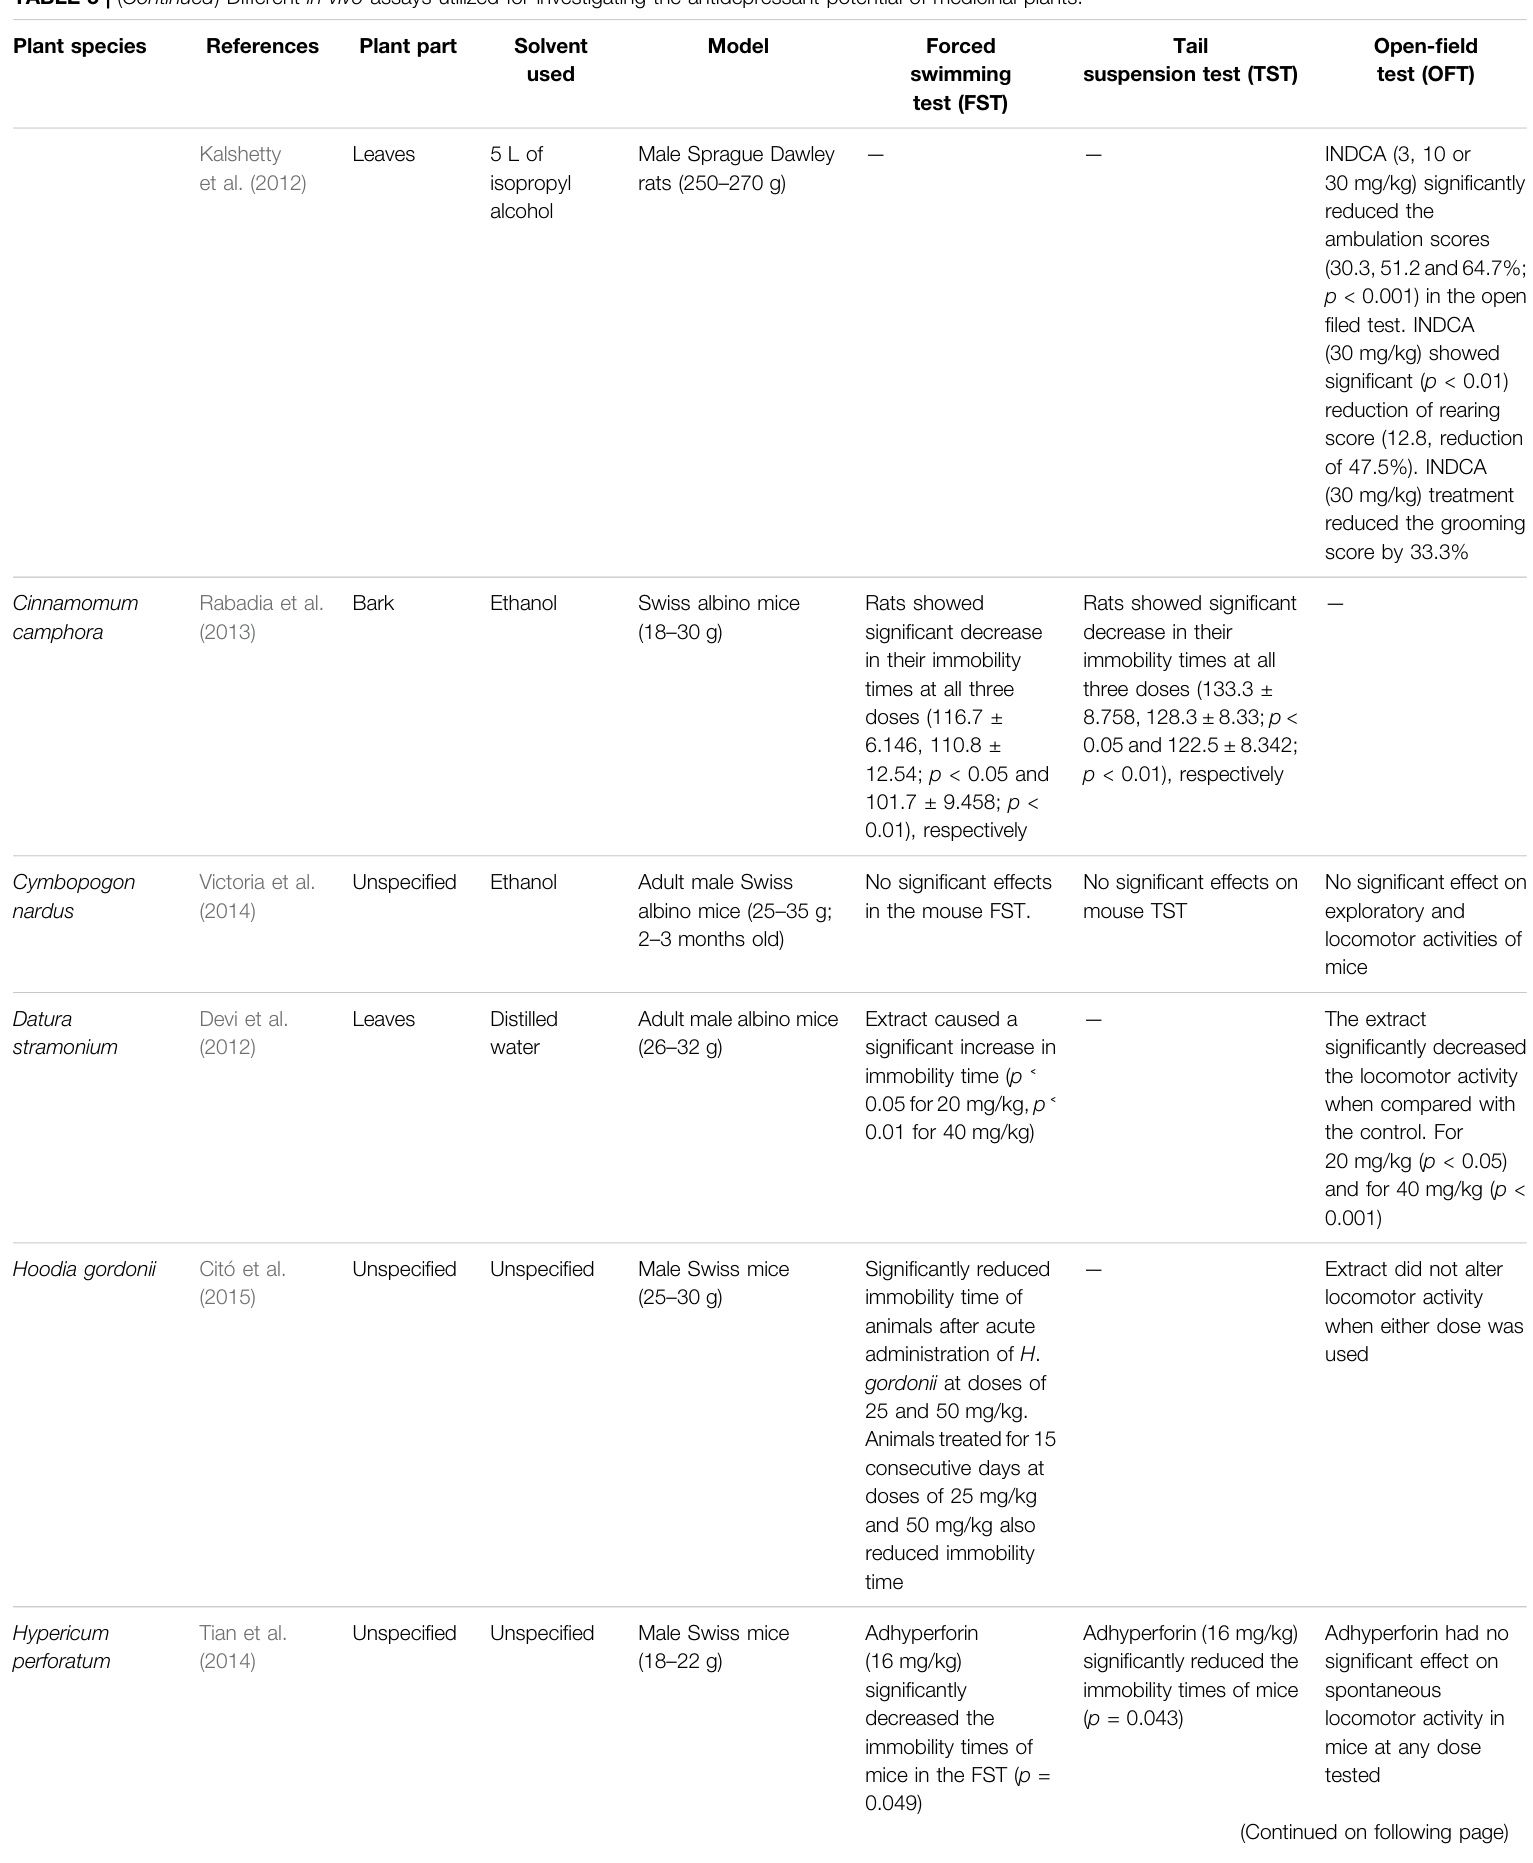 TABLE 3 | (Continued) Different in vivo assays utilized for investigating the antidepressant potential of medicinal plants.
Plant species References Plant part Solvent used Model Forced swimming test (FST) Tail suspension test (TST) Open-field test (OFT)
Kalshetty
et al. (2012)
Leaves
5 L of
isopropyl
alcohol
Male Sprague Dawley
rats (250–270 g)
—
—
INDCA (3, 10 or
30 mg/kg) significantly
reduced the
ambulation scores
(30.3, 51.2 and 64.7%;
p < 0.001) in the open
filed test. INDCA
(30 mg/kg) showed
significant (p < 0.01)
reduction of rearing
score (12.8, reduction
of 47.5%). INDCA
(30 mg/kg) treatment
reduced the grooming
score by 33.3%
Cinnamomum
camphora
Rabadia et al.
(2013)
Bark
Ethanol
Swiss albino mice
(18–30 g)
Rats showed
significant decrease
in their immobility
times at all three
doses (116.7 ±
6.146, 110.8 ±
12.54; p < 0.05 and
101.7 ± 9.458; p <
0.01), respectively
Rats showed significant
decrease in their
immobility times at all
three doses (133.3 ±
8.758, 128.3 ± 8.33; p <
0.05 and 122.5 ± 8.342;
p < 0.01), respectively
—
Cymbopogon
nardus
Victoria et al.
(2014)
Unspecified
Ethanol
Adult male Swiss
albino mice (25–35 g;
2–3 months old)
No significant effects
in the mouse FST.
No significant effects on
mouse TST
No significant effect on
exploratory and
locomotor activities of
mice
Datura
stramonium
Devi et al.
(2012)
Leaves
Distilled
water
Adult male albino mice
(26–32 g)
Extract caused a
significant increase in
immobility time (p <
0.05 for 20 mg/kg, p <
0.01 for 40 mg/kg)
—
The extract
significantly decreased
the locomotor activity
when compared with
the control. For
20 mg/kg (p < 0.05)
and for 40 mg/kg (p <
0.001)
Hoodia gordonii
Citó et al.
(2015)
Unspecified
Unspecified
Male Swiss mice
(25–30 g)
Significantly reduced
immobility time of
animals after acute
administration of H.
gordonii at doses of
25 and 50 mg/kg.
Animals treated for 15
consecutive days at
doses of 25 mg/kg
and 50 mg/kg also
reduced immobility
time
—
Extract did not alter
locomotor activity
when either dose was
used
Hypericum
perforatum
Tian et al.
(2014)
Unspecified
Unspecified
Male Swiss mice
(18–22 g)
Adhyperforin
(16 mg/kg)
significantly
decreased the
immobility times of
mice in the FST (p =
0.049)
Adhyperforin (16 mg/kg)
significantly reduced the
immobility times of mice
(p = 0.043)
Adhyperforin had no
significant effect on
spontaneous
locomotor activity in
mice at any dose
tested
(Continued on following page)